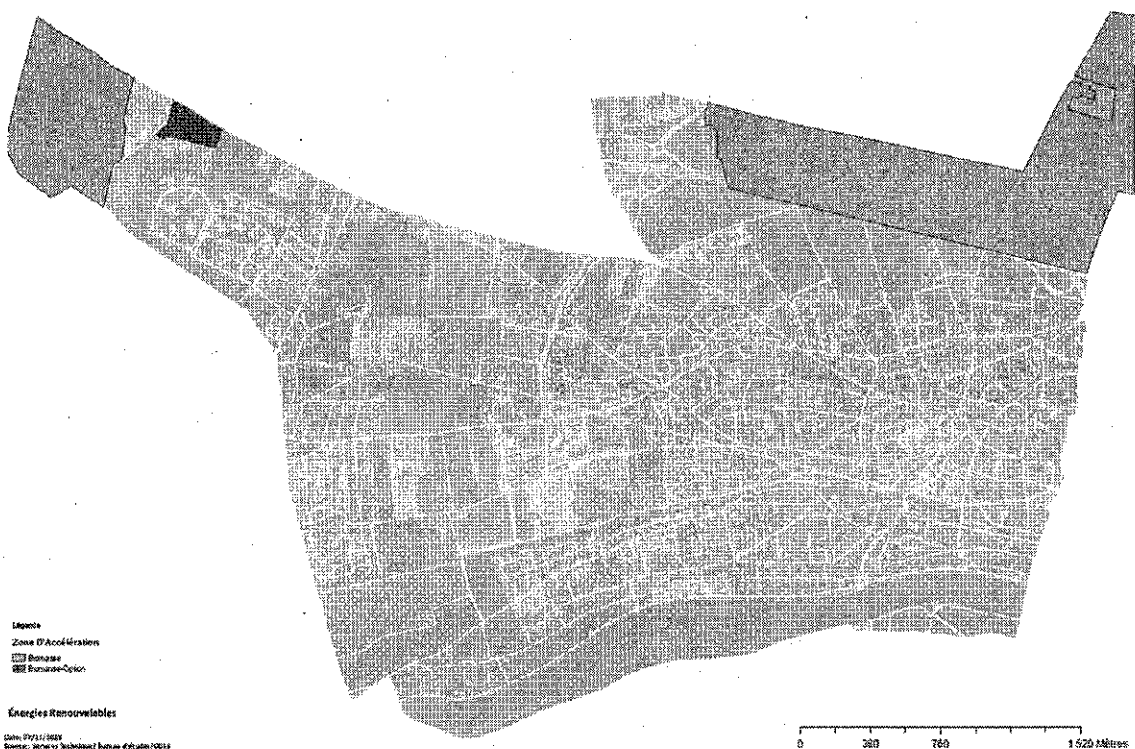 Légende
Zone D'Accélération
Biomasse
Biomasse-Option
Énergies Renouvelables
0 380 760 1 520 Mètres